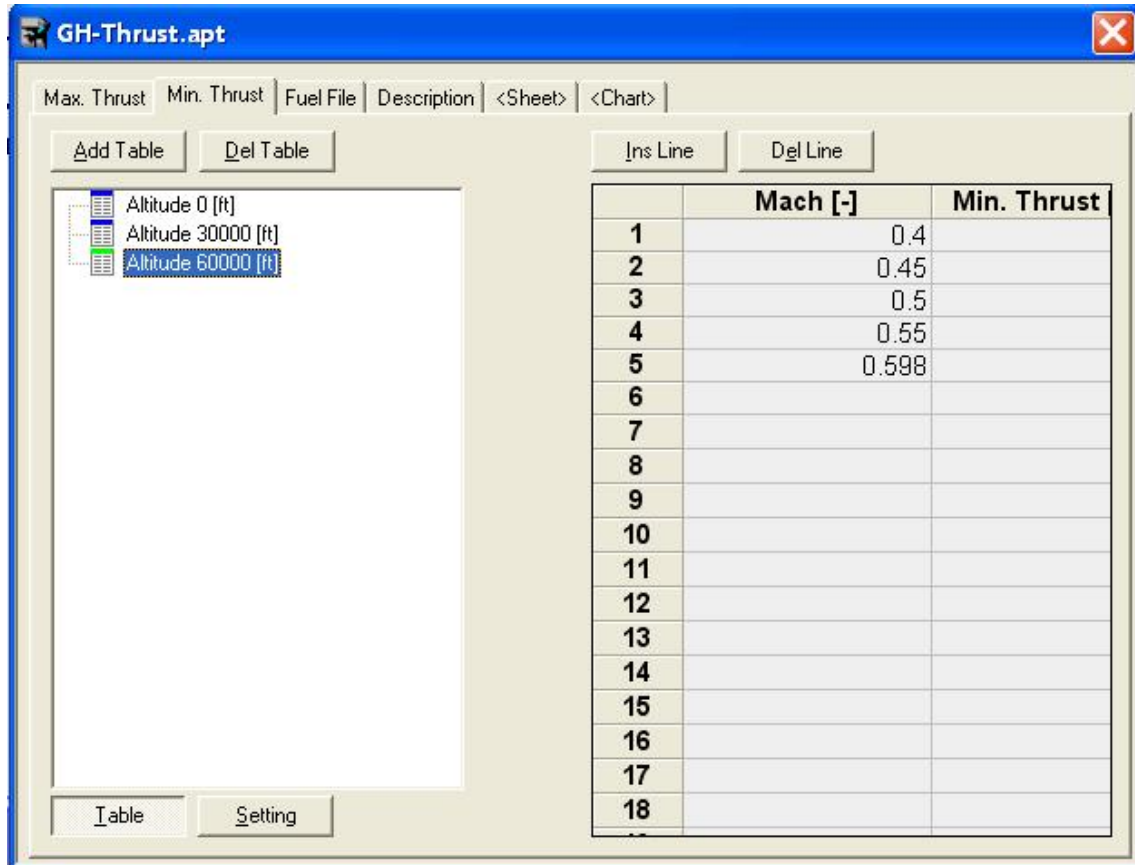 GH-Thrust.apt
Max. Thrust Min. Thrust Fuel File Description <Sheet> <Chart>
Add Table Del Table Ins Line Del Line
Altitude 0 [ft]
Altitude 30000 [ft]
Altitude 60000 [ft]
Mach [-] Min. Thrust [
1 0.4
2 0.45
3 0.5
4 0.55
5 0.598
6
7
8
9
10
11
12
13
14
15
16
17
18
Table Setting